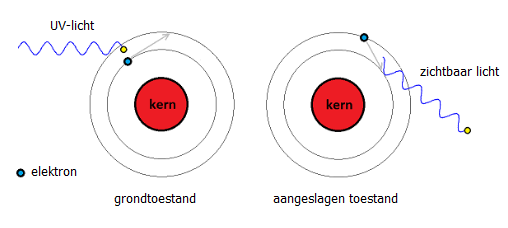 UV-licht
zichtbaar licht
kern
kern
elektron
grondtoestand
aangeslagen toestand